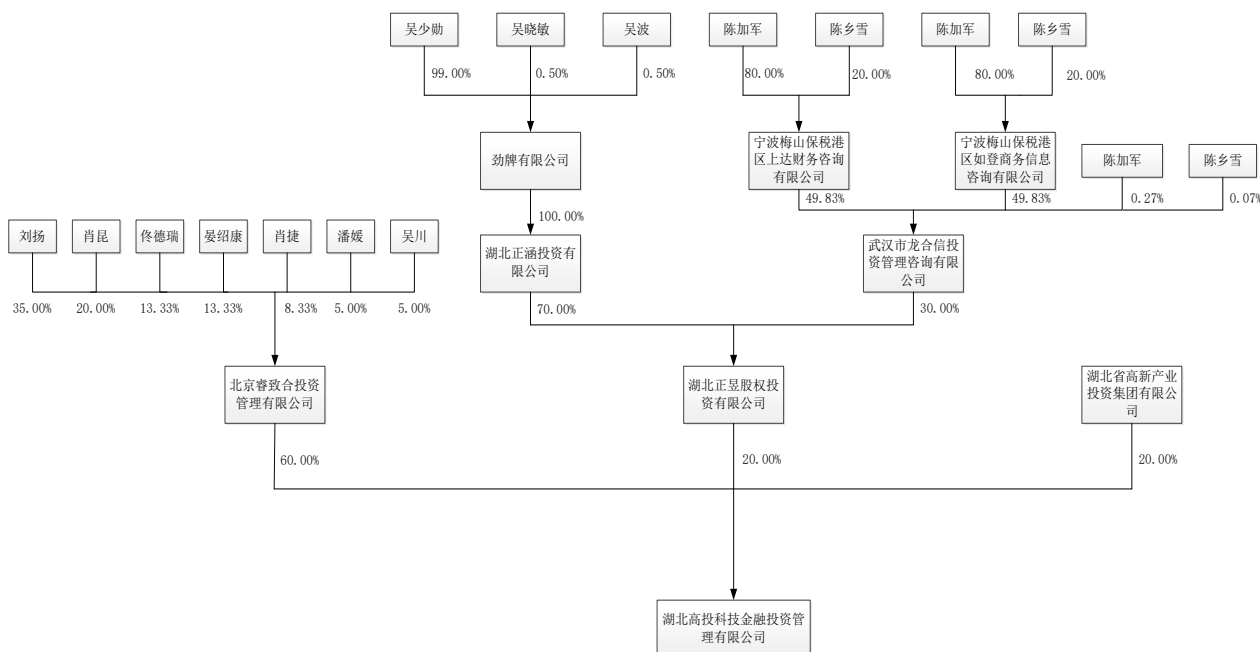 吴少勋
吴晓敏
吴波
陈加军
陈乡雪
陈加军
陈乡雪
99.00%
0.50%
0.50%
80.00%
20.00%
80.00%
20.00%
劲牌有限公司
宁波梅山保税港
区上达财务咨询
有限公司
宁波梅山保税港
区如登商务信息
咨询有限公司
陈加军
陈乡雪
100.00%
49.83%
49.83%
0.27%
0.07%
刘扬
肖昆
佟德瑞
晏绍康
肖捷
潘媛
吴川
湖北正涵投资有
限公司
武汉市龙合信投
资管理咨询有限
公司
35.00%
20.00%
13.33%
13.33%
8.33%
5.00%
5.00%
70.00%
30.00%
北京睿致合投资
管理有限公司
湖北正昱股权投
资有限公司
湖北省高新产业
投资集团有限公
司
60.00%
20.00%
20.00%
湖北高投科技金融投资管
理有限公司